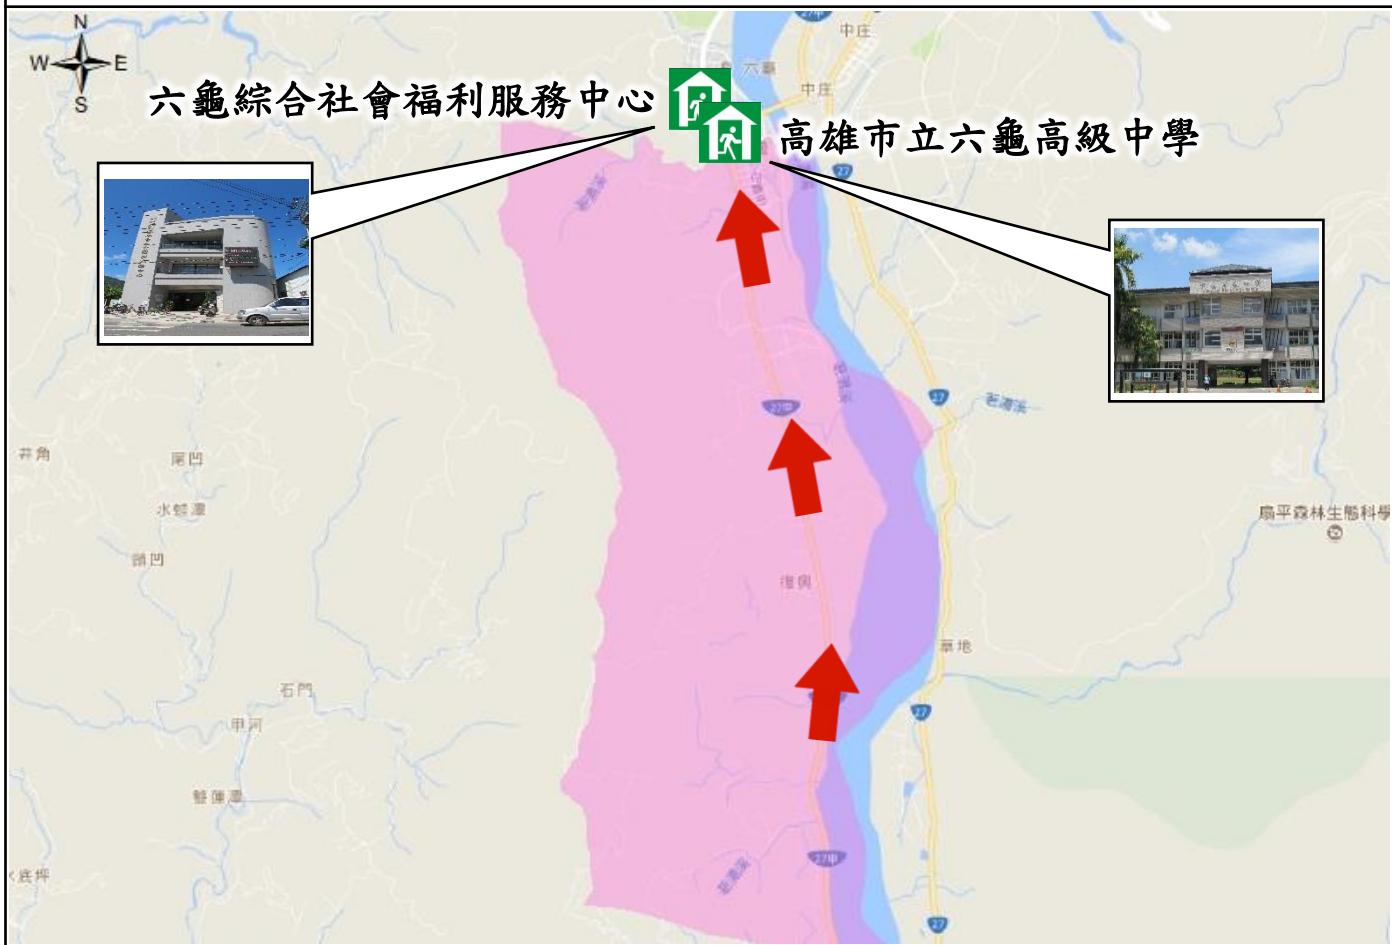 N
W E
S
中庄
六龜
中庄
六龜綜合社會福利服務中心
高雄市立六龜高級中學
27
27甲
27
荖濃溪
荖濃溪
井角
尾凹
水蛙潭
頭凹
扇平森林生態科學
復興
草地
石門
甲河
27
雙蓮潭
27甲
荖濃溪
底坪
27